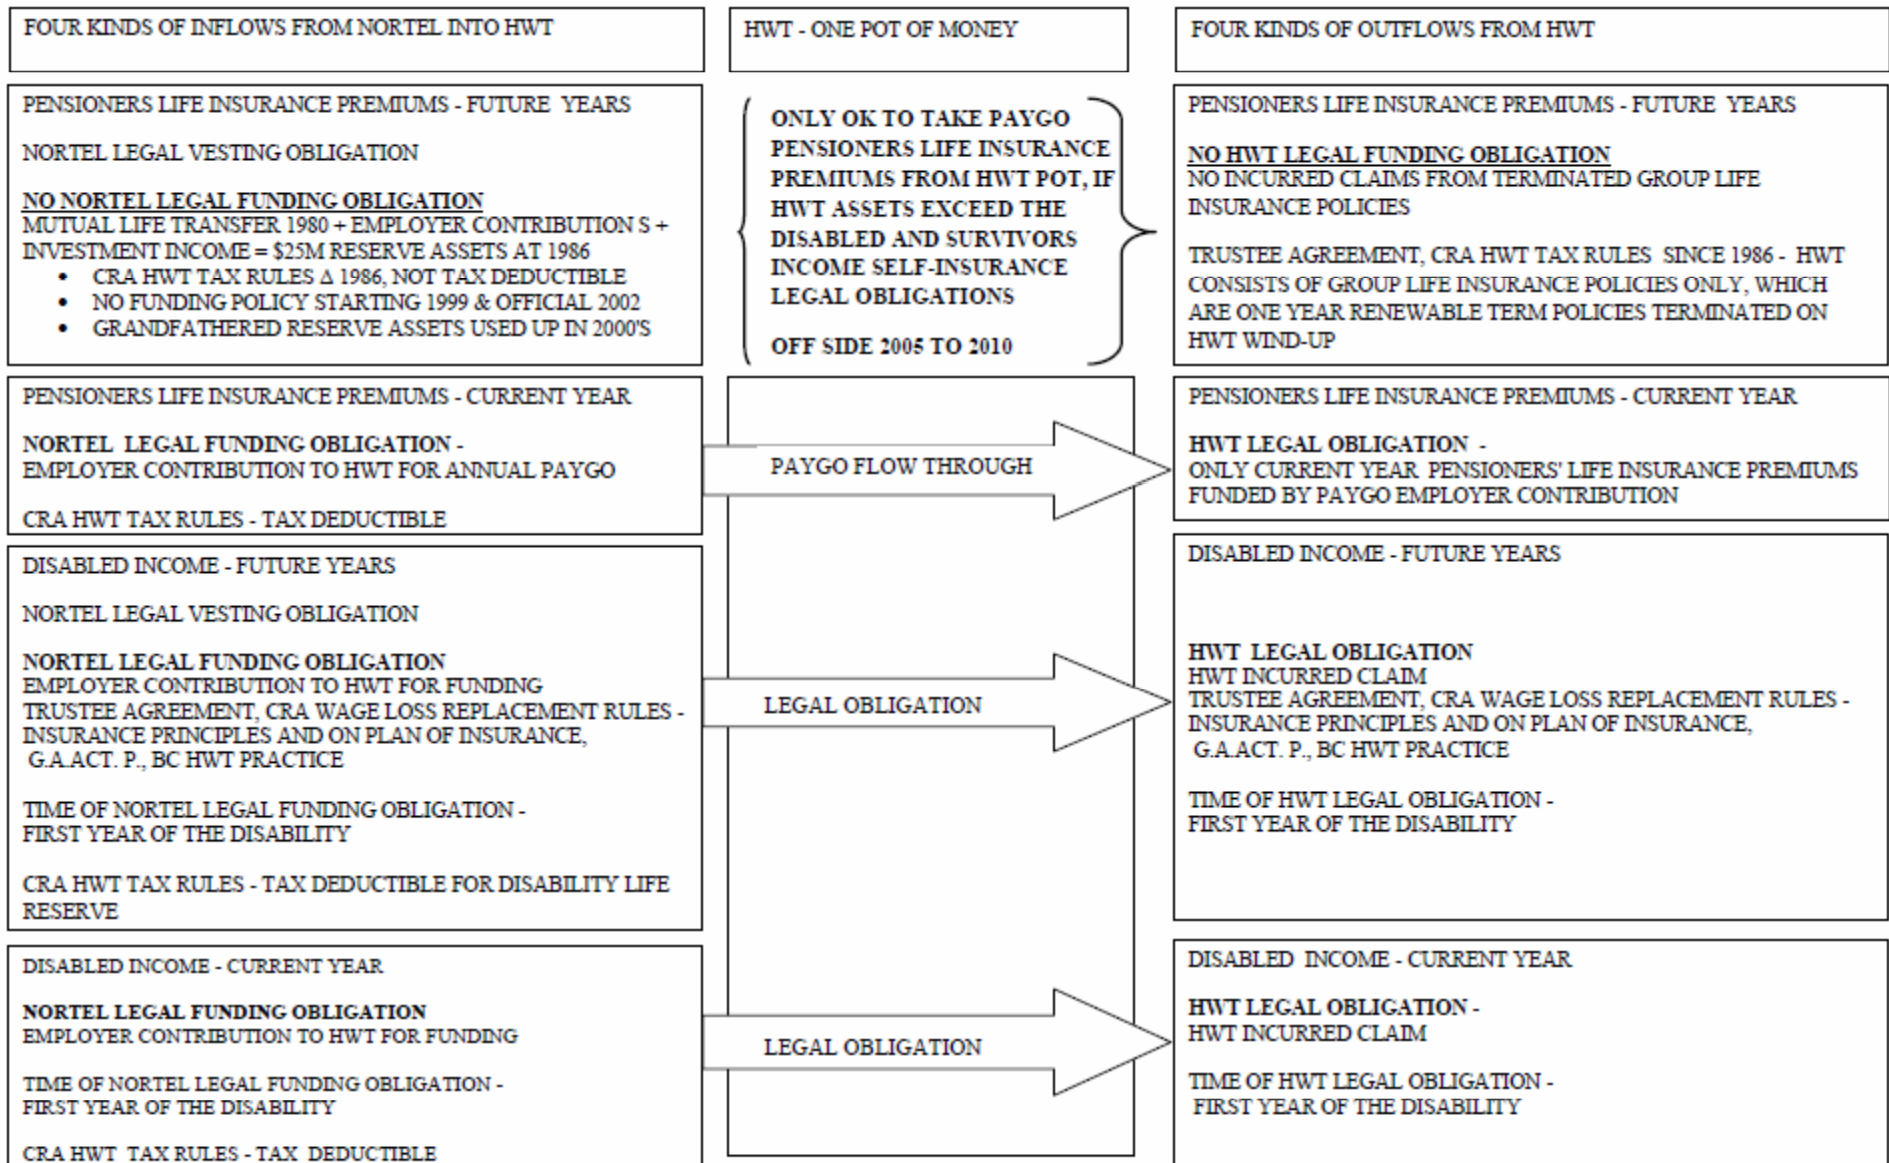 FOUR KINDS OF INFLOWS FROM NORTEL INTO HWT
HWT - ONE POT OF MONEY
FOUR KINDS OF OUTFLOWS FROM HWT
PENSIONERS LIFE INSURANCE PREMIUMS - FUTURE YEARS
NORTEL LEGAL VESTING OBLIGATION
NO NORTEL LEGAL FUNDING OBLIGATION
MUTUAL LIFE TRANSFER 1980 + EMPLOYER CONTRIBUTION S +
INVESTMENT INCOME = $25M RESERVE ASSETS AT 1986
• CRA HWT TAX RULES Δ 1986, NOT TAX DEDUCTIBLE
• NO FUNDING POLICY STARTING 1999 & OFFICIAL 2002
• GRANDFATHERED RESERVE ASSETS USED UP IN 2000'S
ONLY OK TO TAKE PAYGO
PENSIONERS LIFE INSURANCE
PREMIUMS FROM HWT POT, IF
HWT ASSETS EXCEED THE
DISABLED AND SURVIVORS
INCOME SELF-INSURANCE
LEGAL OBLIGATIONS
OFF SIDE 2005 TO 2010
PENSIONERS LIFE INSURANCE PREMIUMS - FUTURE YEARS
NO HWT LEGAL FUNDING OBLIGATION
NO INCURRED CLAIMS FROM TERMINATED GROUP LIFE
INSURANCE POLICIES
TRUSTEE AGREEMENT, CRA HWT TAX RULES SINCE 1986 - HWT
CONSISTS OF GROUP LIFE INSURANCE POLICIES ONLY, WHICH
ARE ONE YEAR RENEWABLE TERM POLICIES TERMINATED ON
HWT WIND-UP
PENSIONERS LIFE INSURANCE PREMIUMS - CURRENT YEAR
NORTEL LEGAL FUNDING OBLIGATION -
EMPLOYER CONTRIBUTION TO HWT FOR ANNUAL PAYGO
CRA HWT TAX RULES - TAX DEDUCTIBLE
PAYGO FLOW THROUGH
PENSIONERS LIFE INSURANCE PREMIUMS - CURRENT YEAR
HWT LEGAL OBLIGATION -
ONLY CURRENT YEAR PENSIONERS' LIFE INSURANCE PREMIUMS
FUNDED BY PAYGO EMPLOYER CONTRIBUTION
DISABLED INCOME - FUTURE YEARS
NORTEL LEGAL VESTING OBLIGATION
NORTEL LEGAL FUNDING OBLIGATION
EMPLOYER CONTRIBUTION TO HWT FOR FUNDING
TRUSTEE AGREEMENT, CRA WAGE LOSS REPLACEMENT RULES -
INSURANCE PRINCIPLES AND ON PLAN OF INSURANCE,
G.A.ACT. P., BC HWT PRACTICE
TIME OF NORTEL LEGAL FUNDING OBLIGATION -
FIRST YEAR OF THE DISABILITY
CRA HWT TAX RULES - TAX DEDUCTIBLE FOR DISABILITY LIFE
RESERVE
LEGAL OBLIGATION
DISABLED INCOME - FUTURE YEARS
HWT LEGAL OBLIGATION
HWT INCURRED CLAIM
TRUSTEE AGREEMENT, CRA WAGE LOSS REPLACEMENT RULES -
INSURANCE PRINCIPLES AND ON PLAN OF INSURANCE,
G.A.ACT. P., BC HWT PRACTICE
TIME OF HWT LEGAL OBLIGATION -
FIRST YEAR OF THE DISABILITY
DISABLED INCOME - CURRENT YEAR
NORTEL LEGAL FUNDING OBLIGATION
EMPLOYER CONTRIBUTION TO HWT FOR FUNDING
TIME OF NORTEL LEGAL FUNDING OBLIGATION -
FIRST YEAR OF THE DISABILITY
CRA HWT TAX RULES - TAX DEDUCTIBLE
LEGAL OBLIGATION
DISABLED INCOME - CURRENT YEAR
HWT LEGAL OBLIGATION -
HWT INCURRED CLAIM
TIME OF HWT LEGAL OBLIGATION -
FIRST YEAR OF THE DISABILITY